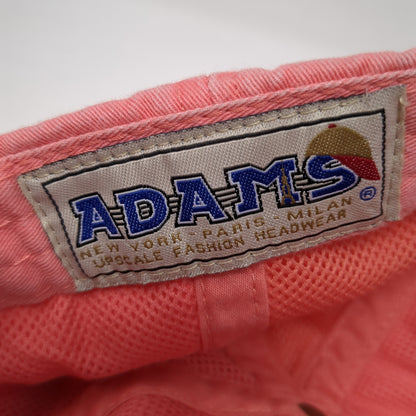 ADAMS®
NEW YORK - PARIS - MILAN
UPSCALE FASHION HEADWEAR